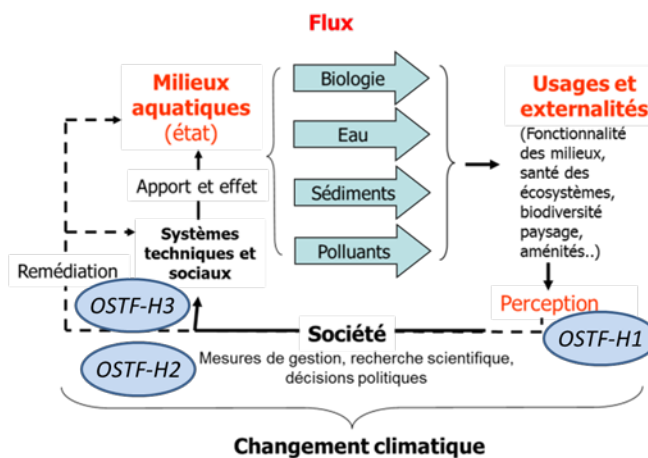 Flux
Milieux
aquatiques
(état)
Biologie
Eau
Sédiments
Polluants
Usages et
externalités
(Fonctionnalité
des milieux,
santé des
écosystèmes,
biodiversité
paysage,
aménités..)
Apport et effet
Systèmes
techniques et
sociaux
Remédiation
Perception
OSTF-H3
OSTF-H2
OSTF-H1
Société
Mesures de gestion, recherche scientifique,
décisions politiques
Changement climatique